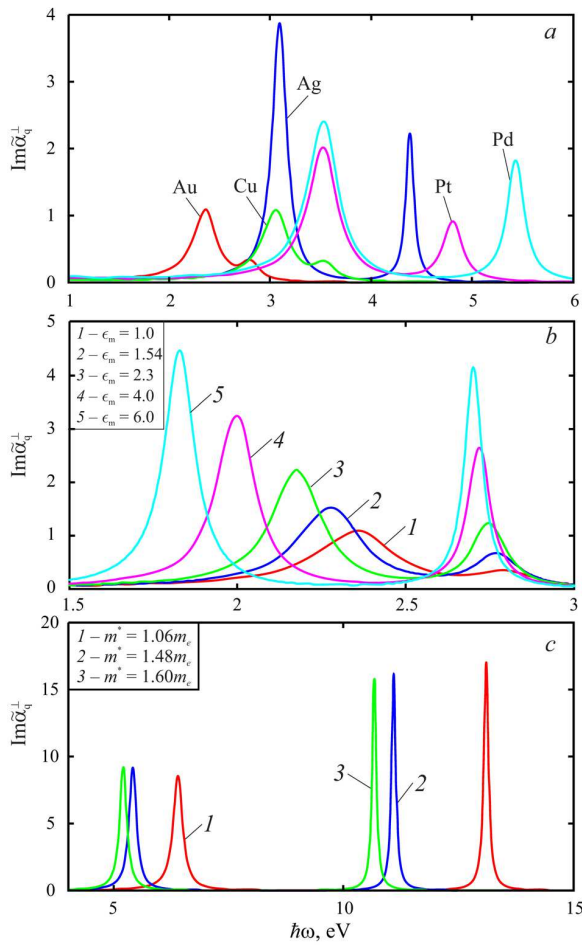 a
4
3
2
1
0
Imα̃q⊥
Ag
Au
Cu
Pt
Pd
1 2 3 4 5 6
b
5
4
3
2
1
0
Imα̃q⊥
1 – ϵm = 1.0
2 – ϵm = 1.54
3 – ϵm = 2.3
4 – ϵm = 4.0
5 – ϵm = 6.0
5
4
3
2
1
1.5 2 2.5 3
c
20
15
10
5
0
Imα̃q⊥
1 – m* = 1.06me
2 – m* = 1.48me
3 – m* = 1.60me
1
3
2
5 10 15
ħω, eV